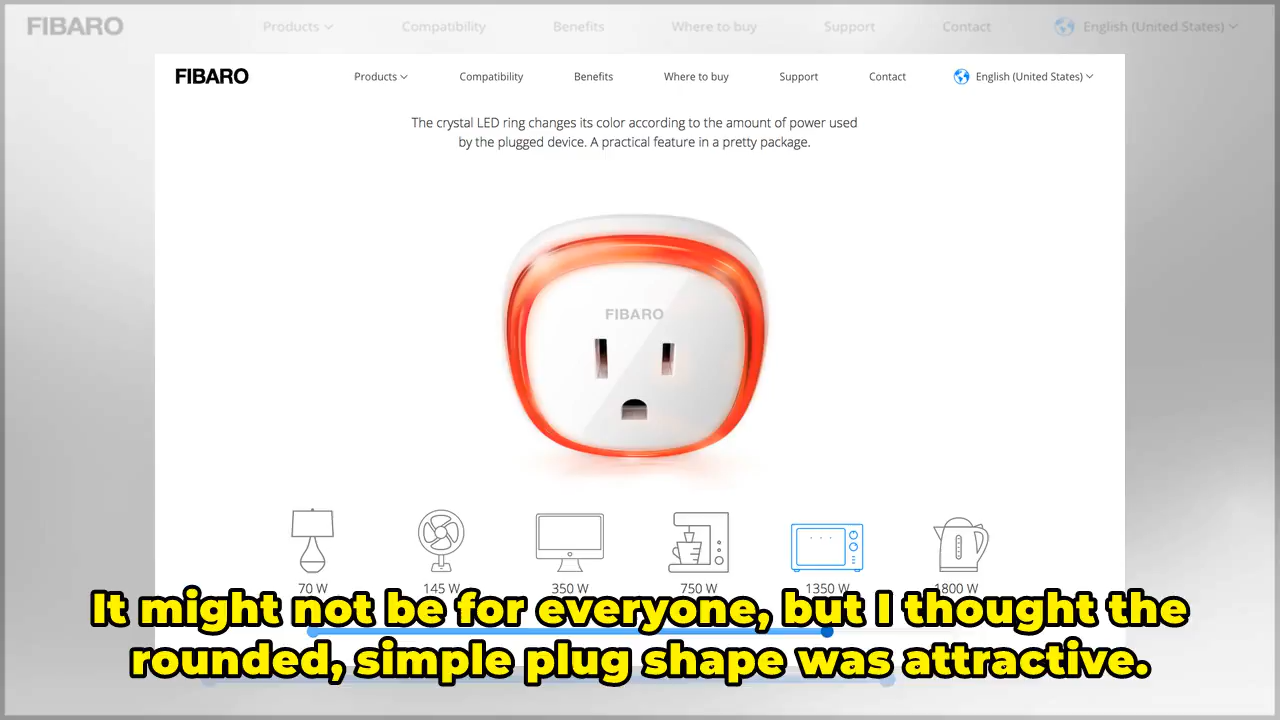 FIBARO Products Compatibility Benefits Where to buy Support Contact English (United States)
FIBARO Products Compatibility Benefits Where to buy Support Contact English (United States)
The crystal LED ring changes its color according to the amount of power used
by the plugged device. A practical feature in a pretty package.
FIBARO
70 W 145 W 350 W 750 W 1350 W 1800 W
It might not be for everyone, but I thought the
rounded, simple plug shape was attractive.